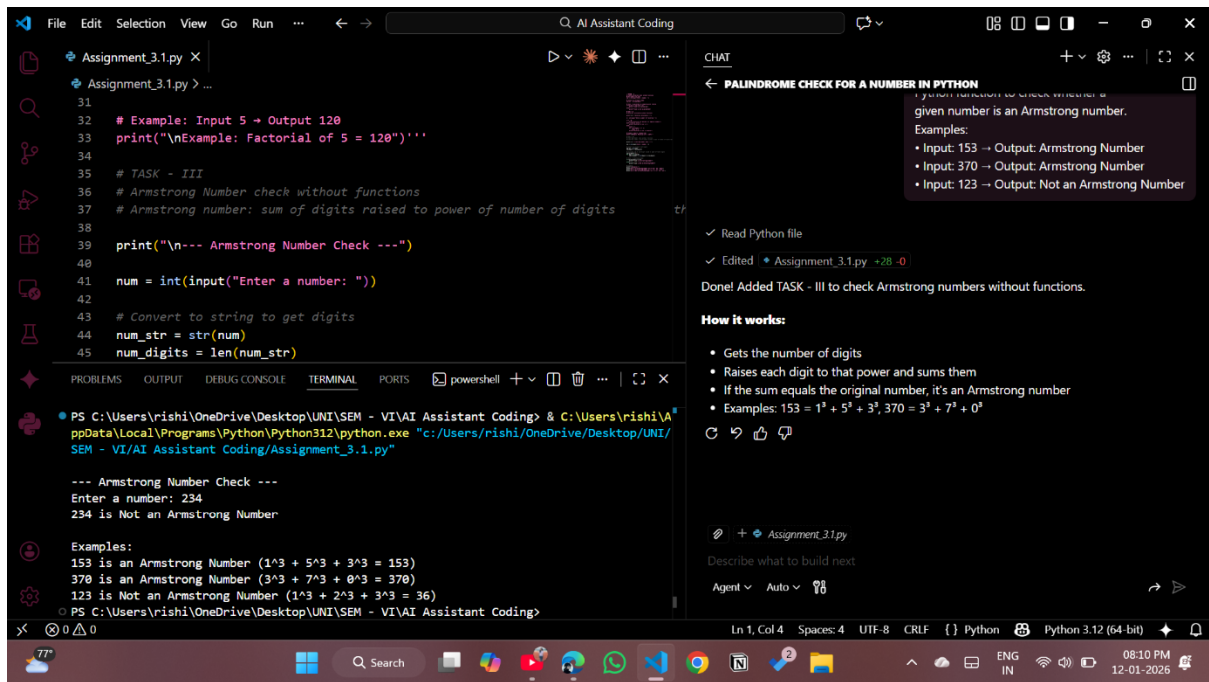 File Edit Selection View Go Run ··· AI Assistant Coding
Assignment_3.1.py
Assignment_3.1.py > ...
31
32 # Example: Input 5 → Output 120
33 print("\nExample: Factorial of 5 = 120")'''
34
35 # TASK - III
36 # Armstrong Number check without functions
37 # Armstrong number: sum of digits raised to power of number of digits th
38
39 print("\n--- Armstrong Number Check ---")
40
41 num = int(input("Enter a number: "))
42
43 # Convert to string to get digits
44 num_str = str(num)
45 num_digits = len(num_str)
PROBLEMS OUTPUT DEBUG CONSOLE TERMINAL PORTS powershell
PS C:\Users\rishi\OneDrive\Desktop\UNI\SEM - VI\AI Assistant Coding> & C:\Users\rishi\A
ppData\Local\Programs\Python\Python312\python.exe "c:/Users/rishi/OneDrive/Desktop/UNI/
SEM - VI/AI Assistant Coding/Assignment_3.1.py"
--- Armstrong Number Check ---
Enter a number: 234
234 is Not an Armstrong Number
Examples:
153 is an Armstrong Number (1^3 + 5^3 + 3^3 = 153)
370 is an Armstrong Number (3^3 + 7^3 + 0^3 = 370)
123 is Not an Armstrong Number (1^3 + 2^3 + 3^3 = 36)
PS C:\Users\rishi\OneDrive\Desktop\UNI\SEM - VI\AI Assistant Coding>
CHAT
PALINDROME CHECK FOR A NUMBER IN PYTHON
Python function to check whether a
given number is an Armstrong number.
Examples:
• Input: 153 → Output: Armstrong Number
• Input: 370 → Output: Armstrong Number
• Input: 123 → Output: Not an Armstrong Number
Read Python file
Edited Assignment_3.1.py +28 -0
Done! Added TASK - III to check Armstrong numbers without functions.
How it works:
• Gets the number of digits
• Raises each digit to that power and sums them
• If the sum equals the original number, it's an Armstrong number
• Examples: 153 = 1³ + 5³ + 3³, 370 = 3³ + 7³ + 0³
Assignment_3.1.py
Describe what to build next
Agent Auto
0 0 Ln 1, Col 4 Spaces: 4 UTF-8 CRLF { } Python Python 3.12 (64-bit)
77° Search 2 ENG 08:10 PM
IN 12-01-2026